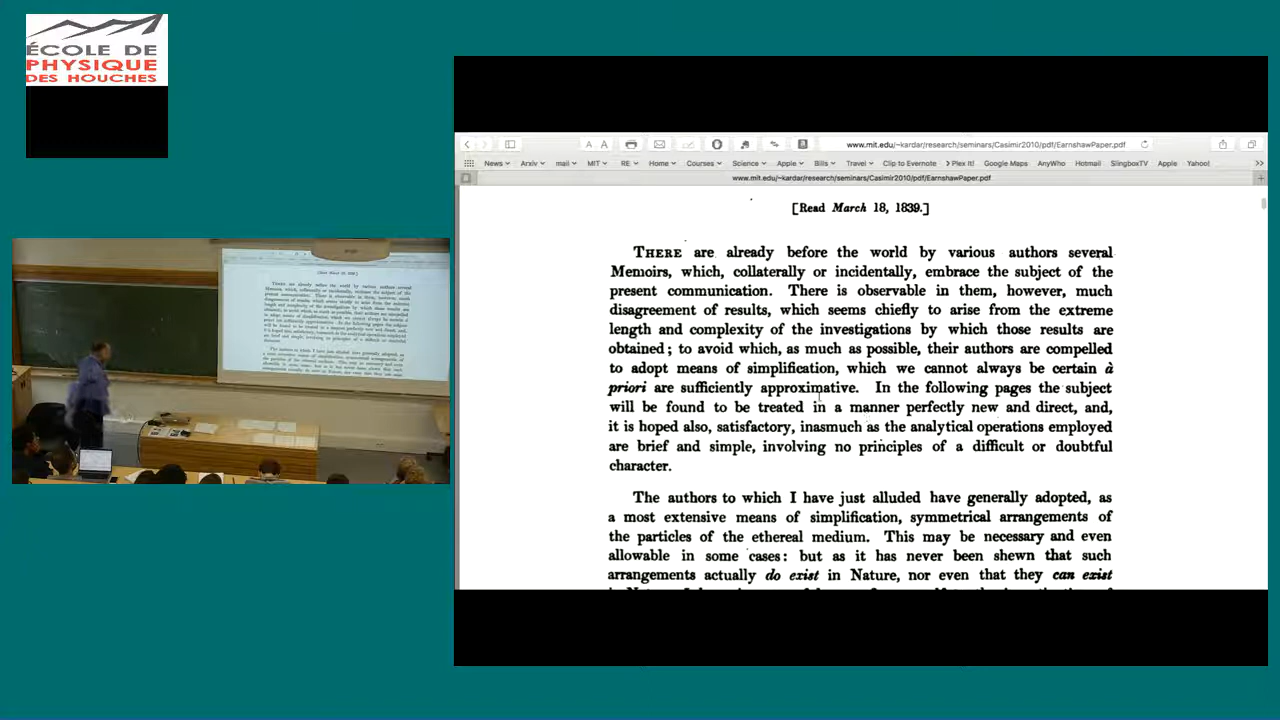 ÉCOLE DE
PHYSIQUE
DES HOUCHES
A A
www.mit.edu/~kardar/research/seminars/Casimir2010/pdf/EarnshawPaper.pdf
News Arxiv mail MIT RE Home Courses Science Apple Bills Travel Clip to Evernote > Plex It! Google Maps AnyWho Hotmail SlingboxTV Apple Yahoo! >>
www.mit.edu/~kardar/research/seminars/Casimir2010/pdf/EarnshawPaper.pdf
[Read March 18, 1839.]
THERE are already before the world by various authors several
Memoirs, which, collaterally or incidentally, embrace the subject of the
present communication. There is observable in them, however, much
disagreement of results, which seems chiefly to arise from the extreme
length and complexity of the investigations by which those results are
obtained; to avoid which, as much as possible, their authors are compelled
to adopt means of simplification, which we cannot always be certain à
priori are sufficiently approximative. In the following pages the subject
will be found to be treated in a manner perfectly new and direct, and,
it is hoped also, satisfactory, inasmuch as the analytical operations employed
are brief and simple, involving no principles of a difficult or doubtful
character.
The authors to which I have just alluded have generally adopted, as
a most extensive means of simplification, symmetrical arrangements of
the particles of the ethereal medium. This may be necessary and even
allowable in some cases: but as it has never been shewn that such
arrangements actually do exist in Nature, nor even that they can exist